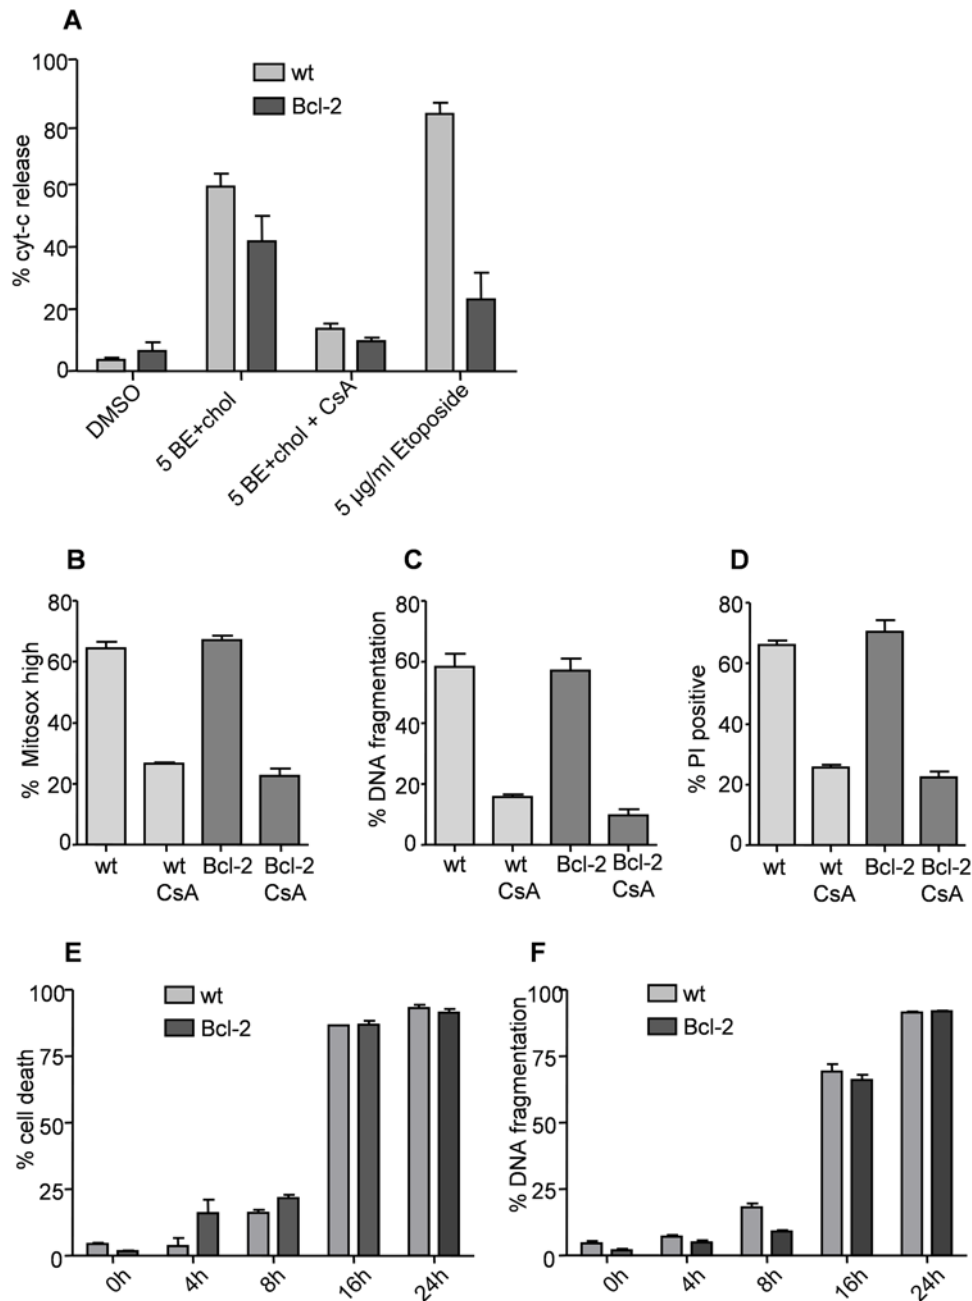 A
100
80
60
40
20
0
% cyt-c release
wt
Bcl-2
DMSO
5 BE+chol
5 BE+chol + CsA
5 µg/ml Etoposide
B
80
60
40
20
0
% Mitosox high
wt
wt
CsA
Bcl-2
Bcl-2
CsA
C
80
60
40
20
0
% DNA fragmentation
wt
wt
CsA
Bcl-2
Bcl-2
CsA
D
80
60
40
20
0
% PI positive
wt
wt
CsA
Bcl-2
Bcl-2
CsA
E
100
75
50
25
0
% cell death
wt
Bcl-2
0h
4h
8h
16h
24h
F
100
75
50
25
0
% DNA fragmentation
wt
Bcl-2
0h
4h
8h
16h
24h